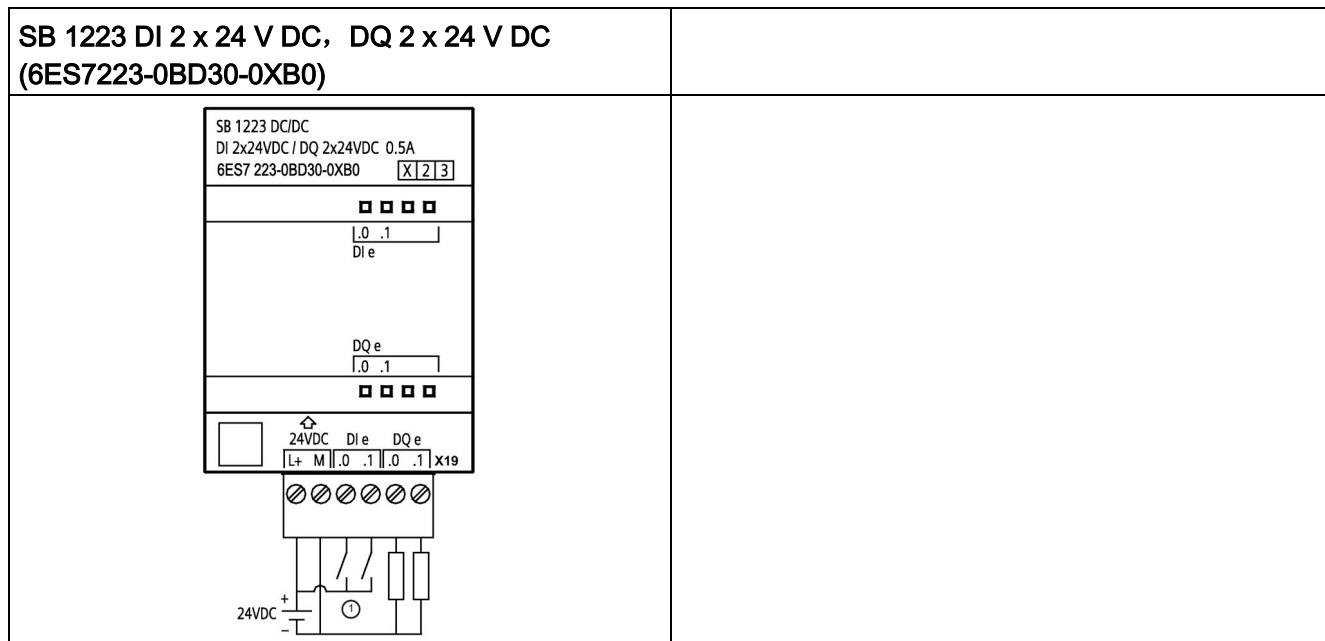 SB 1223 DI 2 x 24 V DC，DQ 2 x 24 V DC
(6ES7223-0BD30-0XB0)
SB 1223 DC/DC
DI 2x24VDC / DQ 2x24VDC 0.5A
6ES7 223-0BD30-0XB0 X 2 3
.0 .1
DI e
DQ e
.0 .1
24VDC DI e DQ e
L+ M .0 .1 .0 .1 X19
+
24VDC ①
−